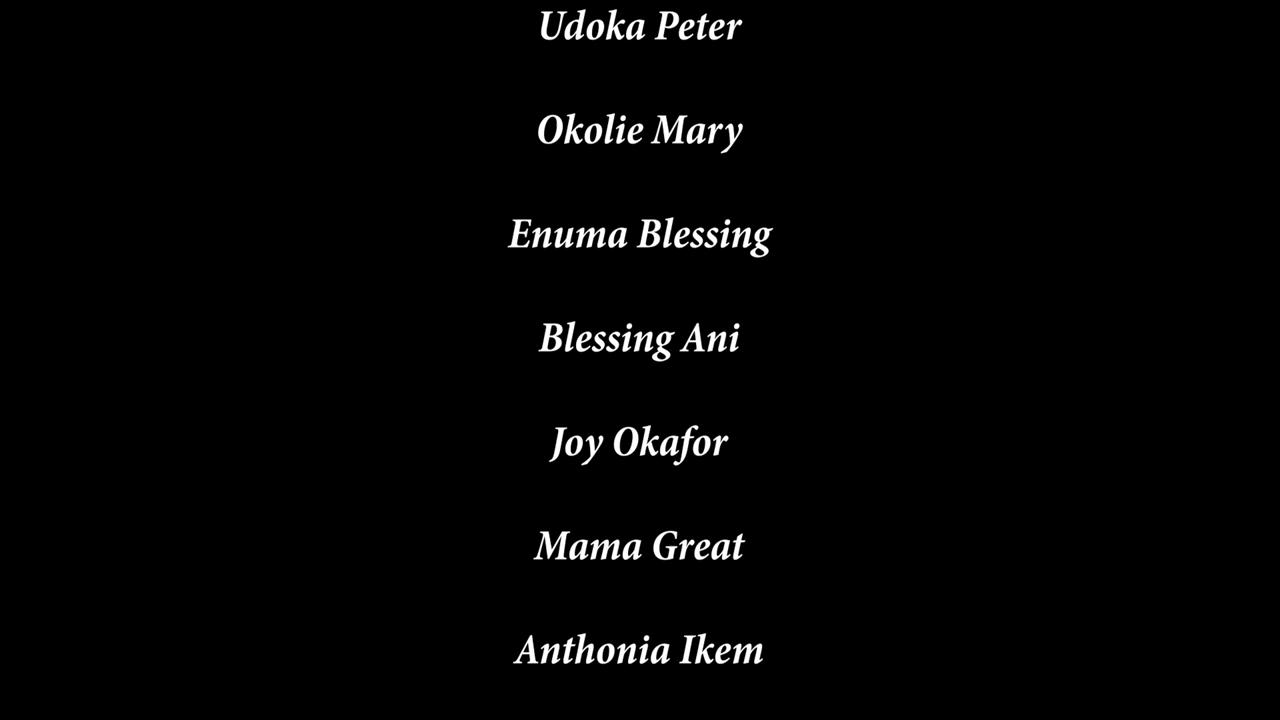 Udoka Peter
Okolie Mary
Enuma Blessing
Blessing Ani
Joy Okafor
Mama Great
Anthonia Ikem